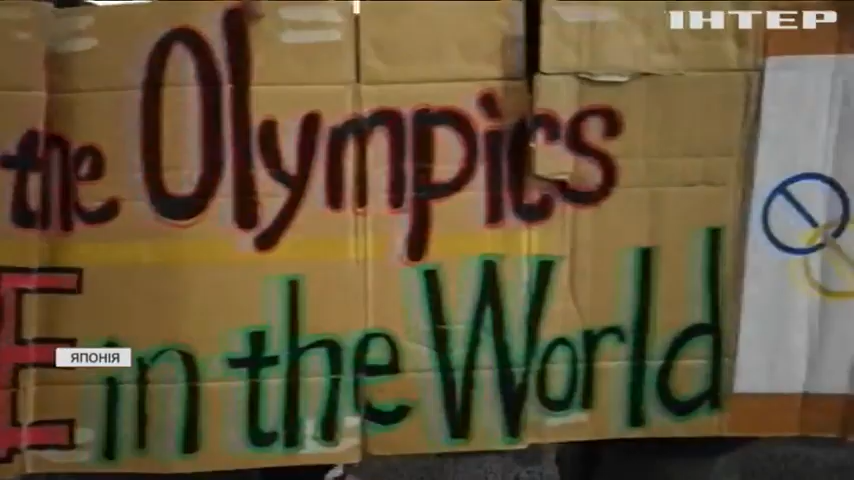 ІНТЕР
the Olympics
E in the World
ЯПОНІЯ